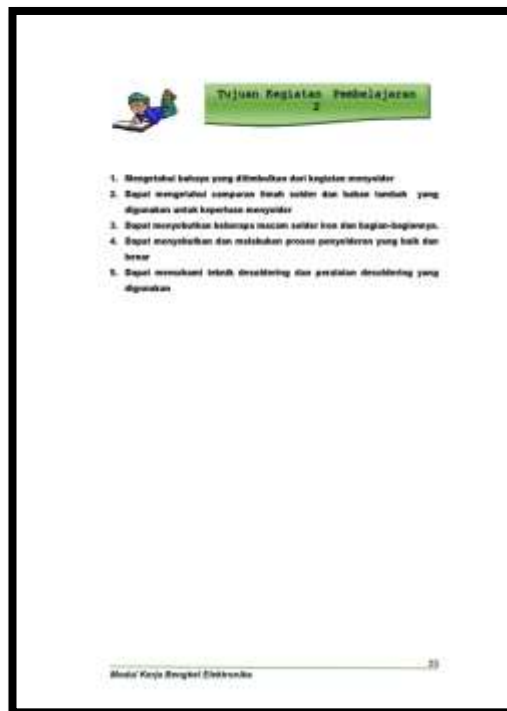 Tujuan Kegiatan Pembelajaran
2
1. Mengetahui bahaya yang ditimbulkan dari kegiatan menyolder
2. Dapat mengetahui campuran timah solder dan bahan tambah yang
digunakan untuk keperluan menyolder
3. Dapat menyebutkan beberapa macam solder iron dan bagian-bagiannya.
4. Dapat menyebutkan dan melakukan proses penyolderan yang baik dan
benar
5. Dapat memahami teknik desoldering dan peralatan desoldering yang
digunakan
Modul Kerja Bengkel Elektronika